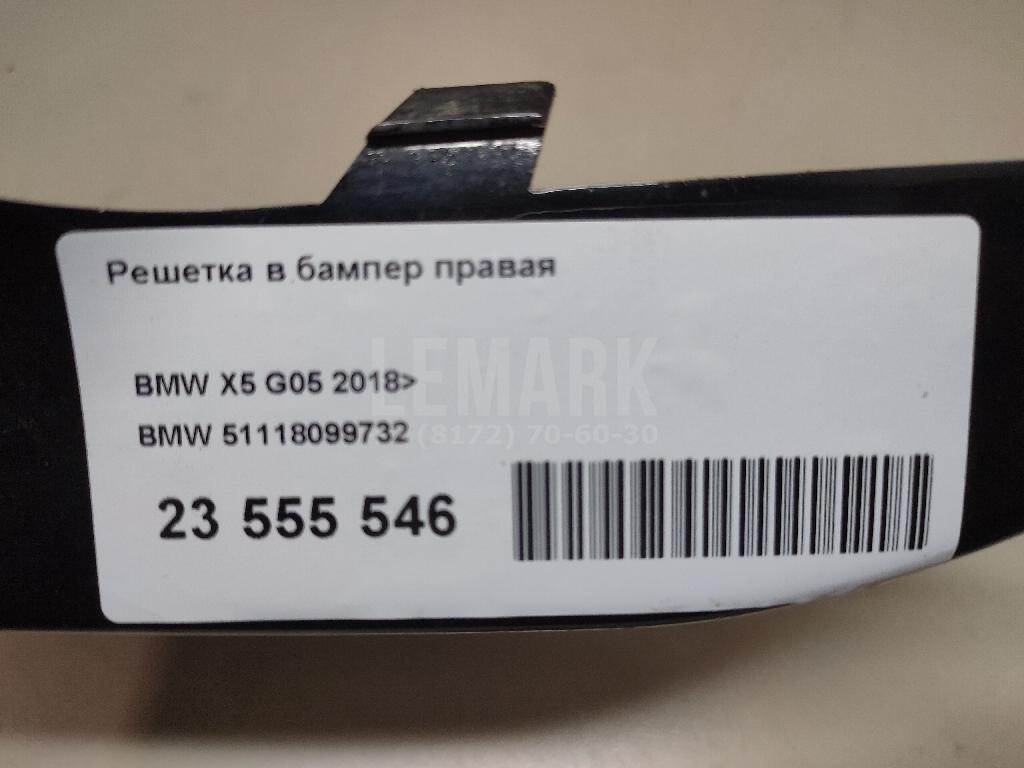 Решетка в бампер правая
LEMARK
BMW X5 G05 2018>
BMW 51118099732
(8172) 70-60-30
23 555 546